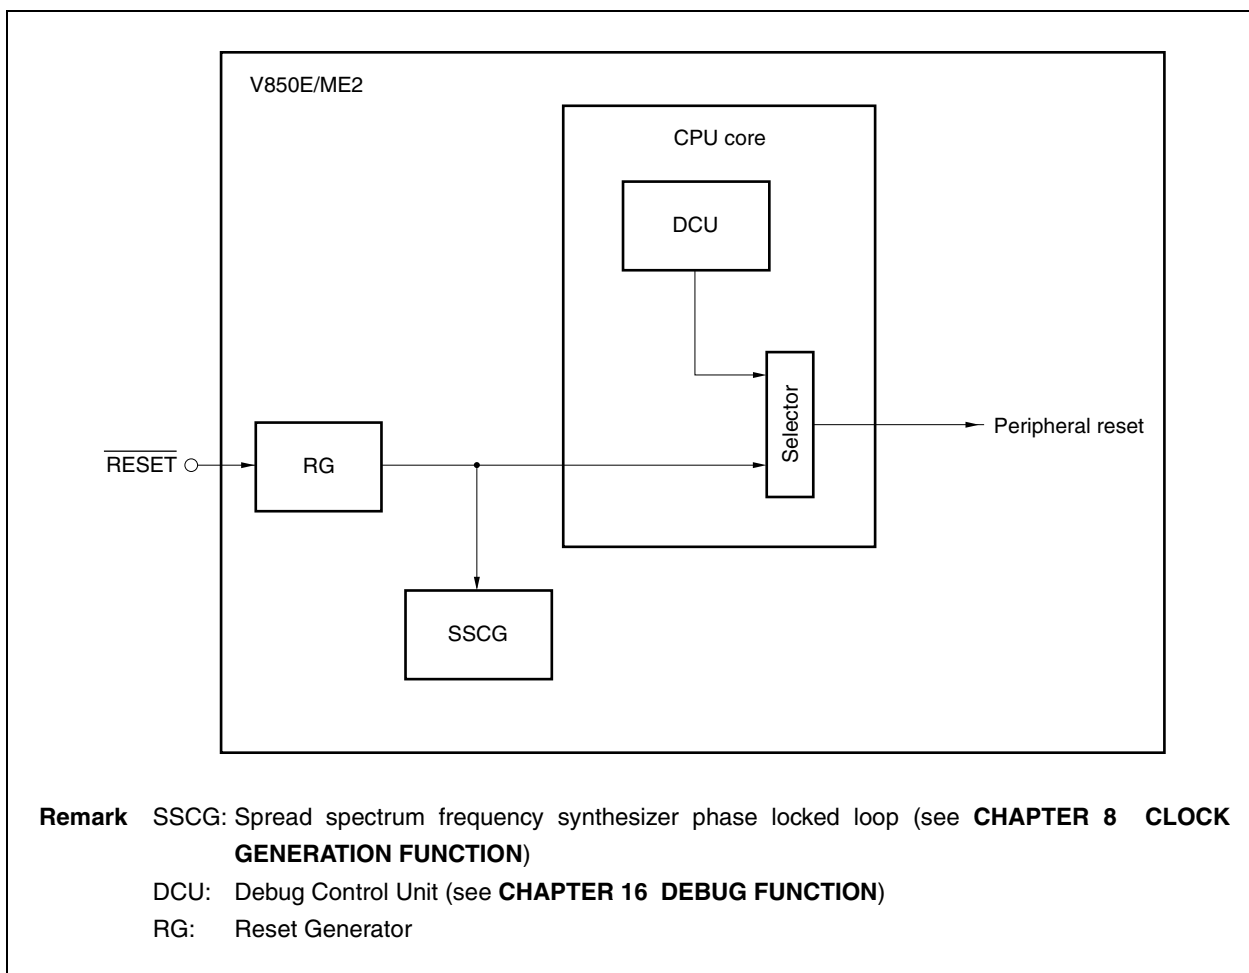 V850E/ME2
CPU core
DCU
Selector
Peripheral reset
RESET
RG
SSCG
Remark SSCG: Spread spectrum frequency synthesizer phase locked loop (see CHAPTER 8 CLOCK
GENERATION FUNCTION)
DCU: Debug Control Unit (see CHAPTER 16 DEBUG FUNCTION)
RG: Reset Generator